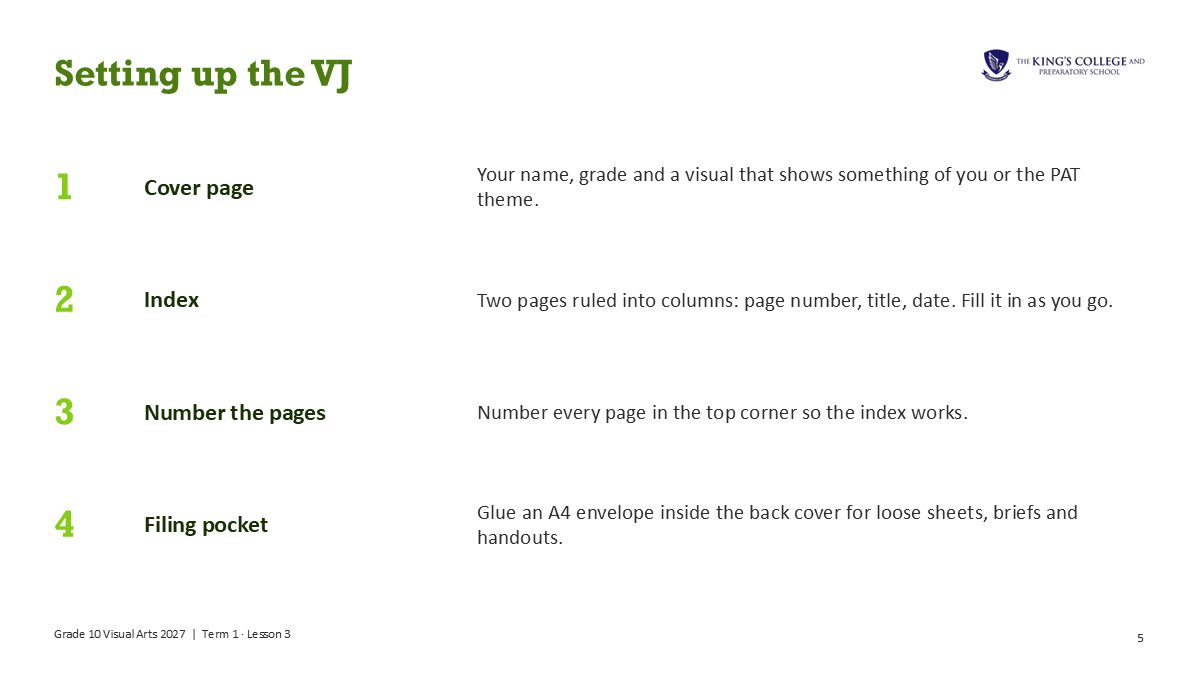 Setting up the VJ
THE KING'S COLLEGE AND
PREPARATORY SCHOOL
1
Cover page
Your name, grade and a visual that shows something of you or the PAT
theme.
2
Index
Two pages ruled into columns: page number, title, date. Fill it in as you go.
3
Number the pages
Number every page in the top corner so the index works.
4
Filing pocket
Glue an A4 envelope inside the back cover for loose sheets, briefs and
handouts.
Grade 10 Visual Arts 2027 | Term 1 · Lesson 3
5